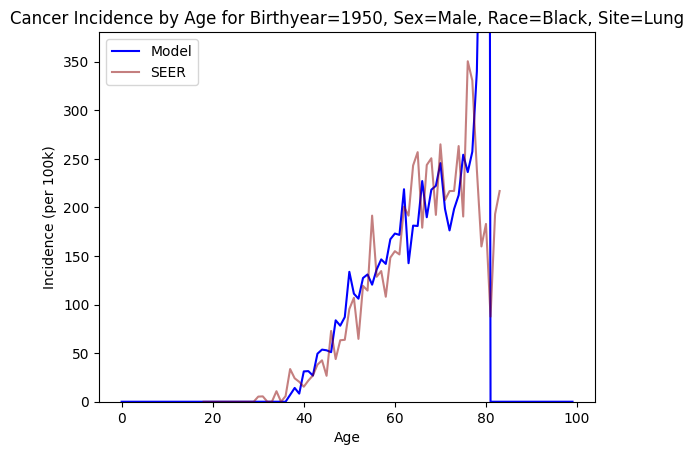 Cancer Incidence by Age for Birthyear=1950, Sex=Male, Race=Black, Site=Lung
Model
SEER
350
300
250
200
150
100
50
0
Incidence (per 100k)
0 20 40 60 80 100
Age